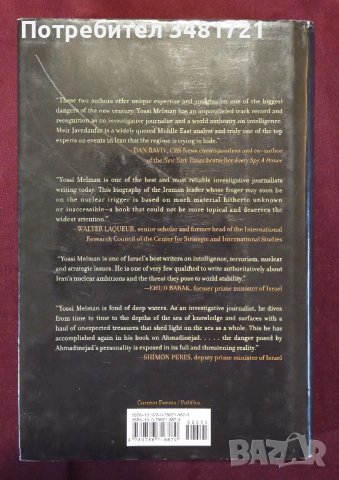 Потребител 3481721
"These two authors offer unique expertise and insights on one of the biggest
dangers of the new century. Yossi Melman has an unparalleled track record and
recognition as an investigative journalist and a world authority on intelligence.
Meir Javedanfar is a widely quoted Middle East analyst and truly one of the top
experts on events in Iran that the regime is trying to hide."
—DAN RAVIV, CBS News correspondent and co-author
of the New York Times bestseller Every Spy A Prince
"Yossi Melman is one of the best and most reliable investigative journalists
writing today. This biography of the Iranian leader whose finger may soon be
on the nuclear trigger is based on much material hitherto unknown
or inaccessible—a book that could not be more topical and deserves the
widest attention."
—WALTER LAQUEUR, senior scholar and former head of the International
Research Council of the Center for Strategic and International Studies
"Yossi Melman is one of Israel's best writers on intelligence, terrorism, nuclear
and strategic issues. He is one of very few qualified to write authoritatively about
Iran's nuclear ambitions and the threat they pose to world stability."
—EHUD BARAK, former prime minister of Israel
"Yossi Melman is fond of deep waters. As an investigative journalist, he dives
from time to time to the depths of the sea of knowledge and surfaces with a
haul of unexpected treasures that shed light on the sea as a whole. This he has
accomplished again in his book on Ahmadinejad. . . . the danger posed by
Ahmadinejad's personality is exposed in its full and threatening reality."
—SHIMON PERES, deputy prime minister of Israel
Current Events / Politics
bazar